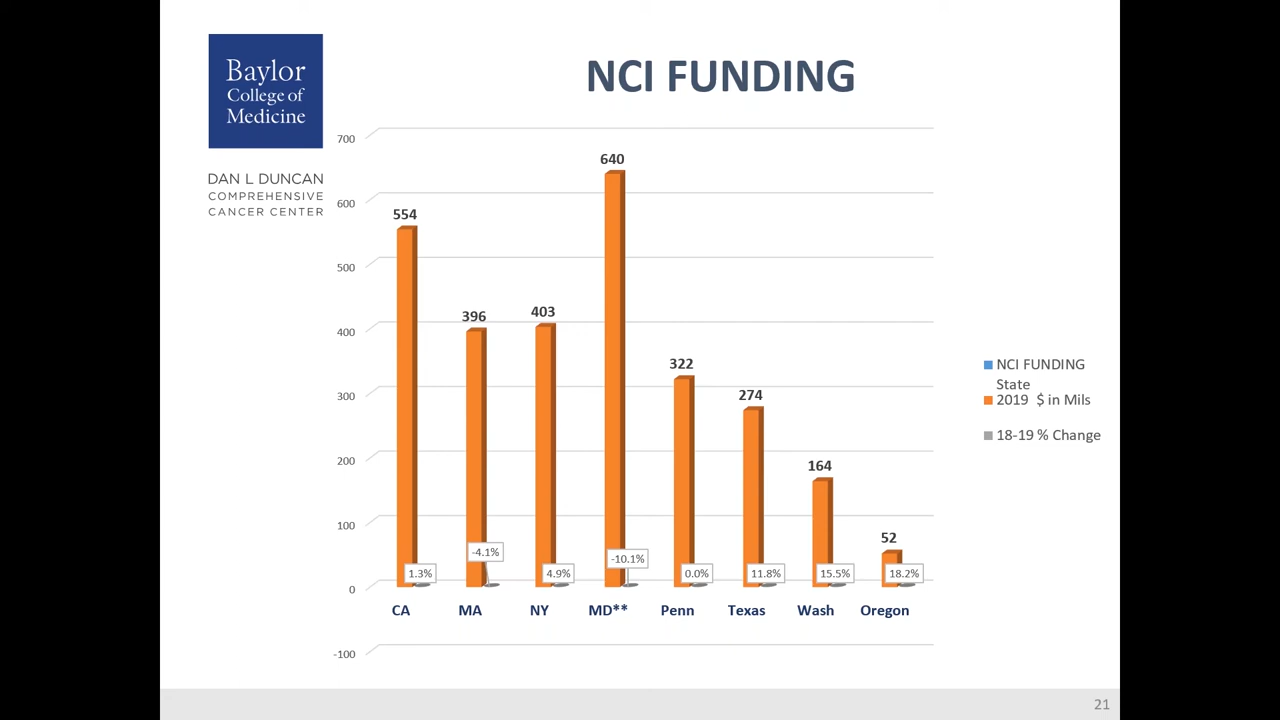 Baylor
College of
Medicine
DAN L DUNCAN
COMPREHENSIVE
CANCER CENTER
NCI FUNDING
700
600
500
400
300
200
100
0
-100
554
396
403
640
322
274
164
52
1.3%
-4.1%
4.9%
-10.1%
0.0%
11.8%
15.5%
18.2%
CA
MA
NY
MD**
Penn
Texas
Wash
Oregon
NCI FUNDING
State
2019 $ in Mils
18-19 % Change
21